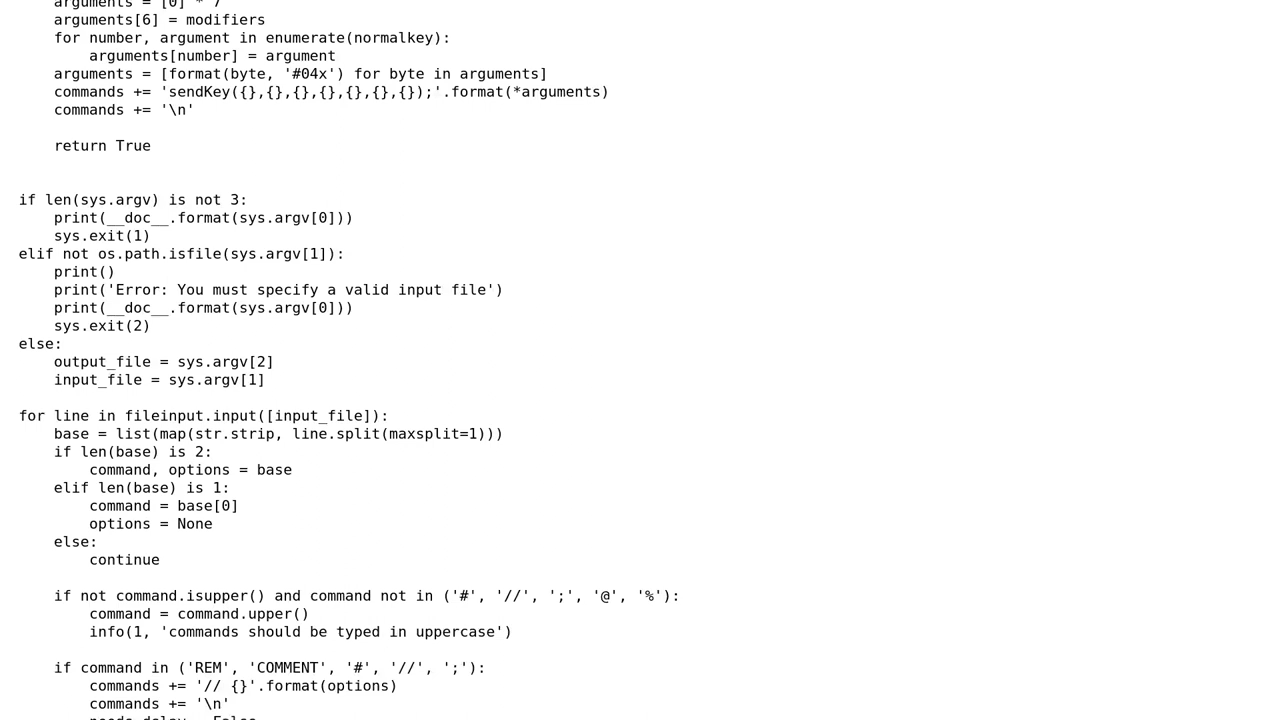 arguments = [0] * 7
    arguments[6] = modifiers
    for number, argument in enumerate(normalkey):
        arguments[number] = argument
    arguments = [format(byte, '#04x') for byte in arguments]
    commands += 'sendKey({},{},{},{},{},{},{});'.format(*arguments)
    commands += '\n'

    return True


if len(sys.argv) is not 3:
    print(__doc__.format(sys.argv[0]))
    sys.exit(1)
elif not os.path.isfile(sys.argv[1]):
    print()
    print('Error: You must specify a valid input file')
    print(__doc__.format(sys.argv[0]))
    sys.exit(2)
else:
    output_file = sys.argv[2]
    input_file = sys.argv[1]

for line in fileinput.input([input_file]):
    base = list(map(str.strip, line.split(maxsplit=1)))
    if len(base) is 2:
        command, options = base
    elif len(base) is 1:
        command = base[0]
        options = None
    else:
        continue

    if not command.isupper() and command not in ('#', '//', ';', '@', '%'):
        command = command.upper()
        info(1, 'commands should be typed in uppercase')

    if command in ('REM', 'COMMENT', '#', '//', ';'):
        commands += '// {}'.format(options)
        commands += '\n'
        needs_delay = False